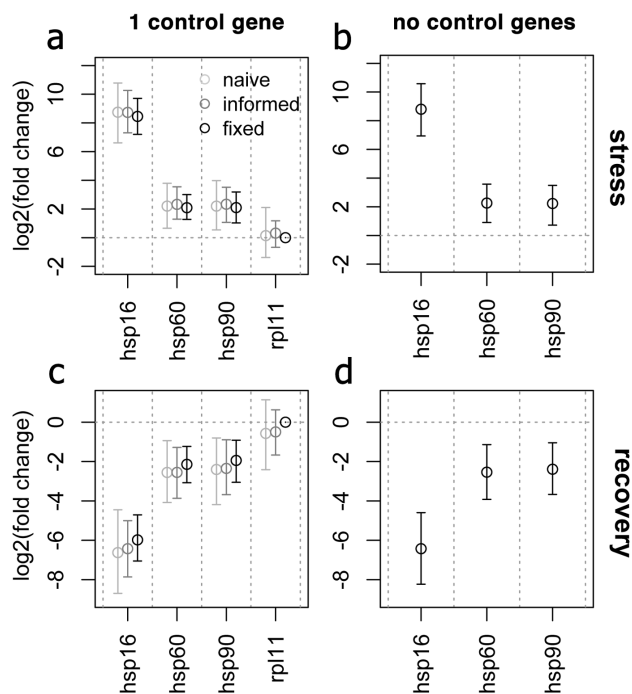 1 control gene
no control genes
a
b
log2(fold change)
10
6
2
-2
naive
informed
fixed
hsp16
hsp60
hsp90
rpl11
10
6
2
-2
hsp16
hsp60
hsp90
stress
c
d
log2(fold change)
0
-2
-4
-6
-8
hsp16
hsp60
hsp90
rpl11
0
-2
-4
-6
-8
hsp16
hsp60
hsp90
recovery